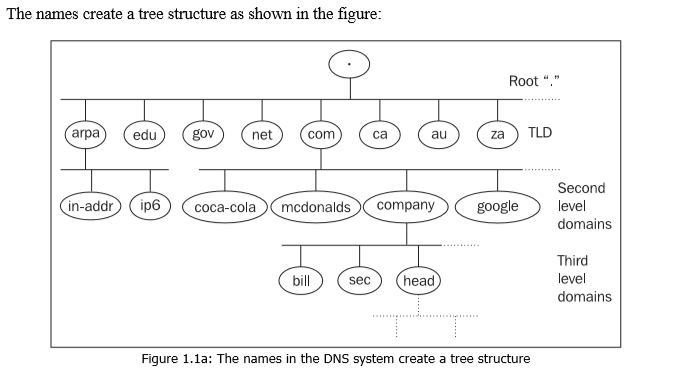 The names create a tree structure as shown in the figure:
.
Root “.”
arpa edu gov net com ca au za TLD
in-addr ip6 coca-cola mcdonalds company google Second level domains
bill sec head Third level domains
Figure 1.1a: The names in the DNS system create a tree structure